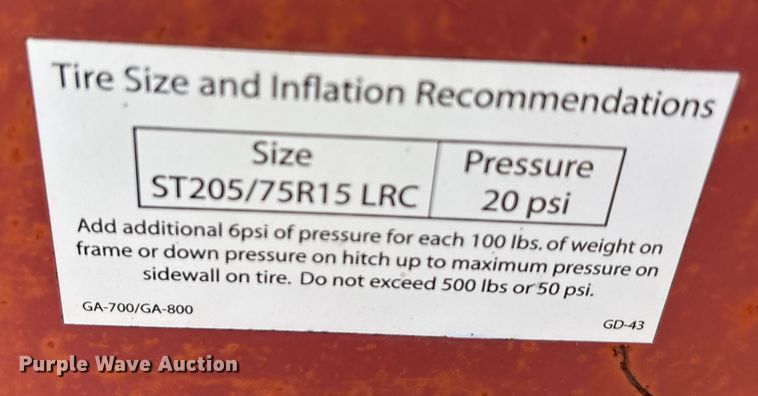 Tire Size and Inflation Recommendations
Size
ST205/75R15 LRC
Pressure
20 psi
Add additional 6psi of pressure for each 100 lbs. of weight on
frame or down pressure on hitch up to maximum pressure on
sidewall on tire. Do not exceed 500 lbs or 50 psi.
GA-700/GA-800
GD-43
Purple Wave Auction